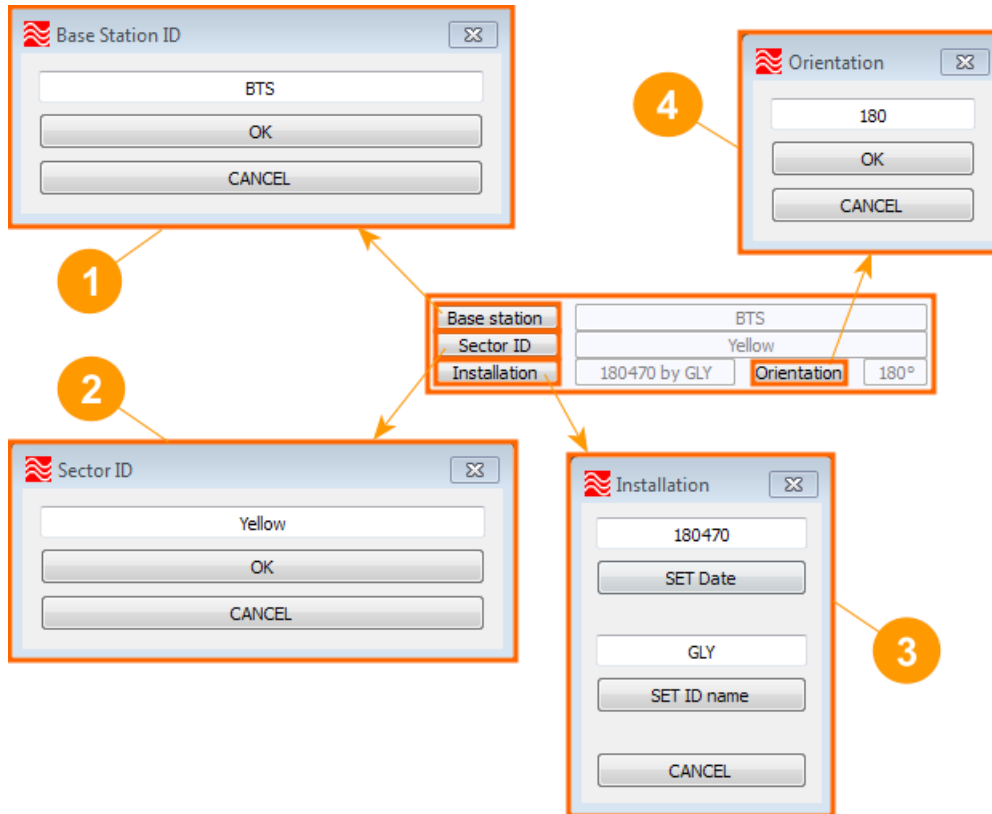 Base Station ID
BTS
OK
CANCEL
1
Orientation
180
OK
CANCEL
4
Base station BTS
Sector ID Yellow
Installation 180470 by GLY Orientation 180°
2
Sector ID
Yellow
OK
CANCEL
Installation
180470
SET Date
GLY
SET ID name
CANCEL
3